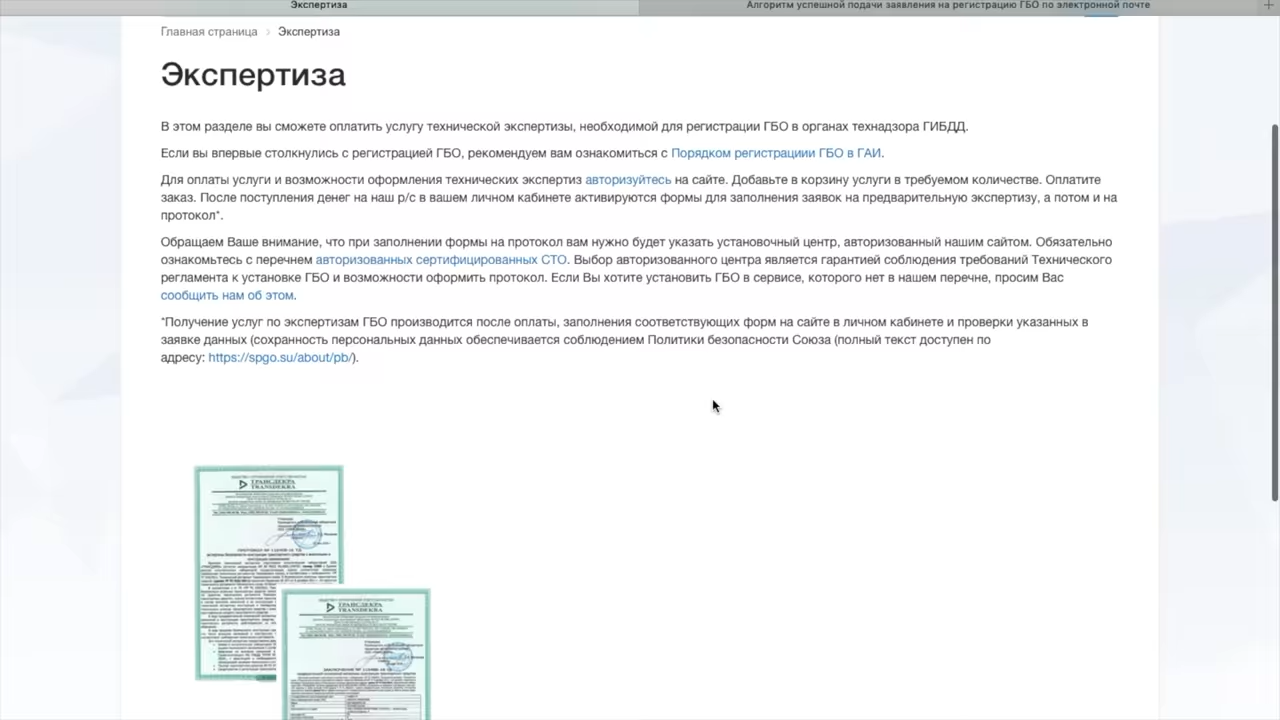 Экспертиза
Алгоритм успешной подачи заявления на регистрацию ГБО по электронной почте
Главная страница > Экспертиза
Экспертиза
В этом разделе вы сможете оплатить услугу технической экспертизы, необходимой для регистрации ГБО в органах технадзора ГИБДД.
Если вы впервые столкнулись с регистрацией ГБО, рекомендуем вам ознакомиться с Порядком регистрациии ГБО в ГАИ.
Для оплаты услуги и возможности оформления технических экспертиз авторизуйтесь на сайте. Добавьте в корзину услуги в требуемом количестве. Оплатите
заказ. После поступления денег на наш р/с в вашем личном кабинете активируются формы для заполнения заявок на предварительную экспертизу, а потом и на
протокол*.
Обращаем Ваше внимание, что при заполнении формы на протокол вам нужно будет указать установочный центр, авторизованный нашим сайтом. Обязательно
ознакомьтесь с перечнем авторизованных сертифицированных СТО. Выбор авторизованного центра является гарантией соблюдения требований Технического
регламента к установке ГБО и возможности оформить протокол. Если Вы хотите установить ГБО в сервисе, которого нет в нашем перечне, просим Вас
сообщить нам об этом.
*Получение услуг по экспертизам ГБО производится после оплаты, заполнения соответствующих форм на сайте в личном кабинете и проверки указанных в
заявке данных (сохранность персональных данных обеспечивается соблюдением Политики безопасности Союза (полный текст доступен по
адресу: https://spgo.su/about/pb/).
ТРАНСДЕКРА
TRANSDEKRA
ТРАНСДЕКРА
TRANSDEKRA